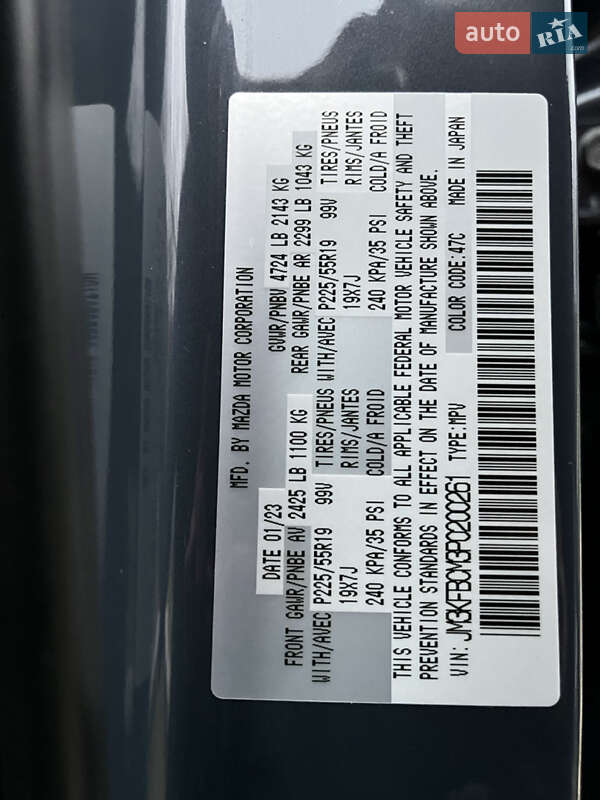 auto RIA.com
MFD. BY MAZDA MOTOR CORPORATION
DATE 01/23 GVWR/PNBV 4724 LB 2143 KG
FRONT GAWR/PNBE AV 2425 LB 1100 KG REAR GAWR/PNBE AR 2299 LB 1043 KG
WITH/AVEC P225/55R19 99V TIRES/PNEUS WITH/AVEC P225/55R19 99V TIRES/PNEUS
19X7J RIMS/JANTES 19X7J RIMS/JANTES
240 KPA/35 PSI COLD/A FROID 240 KPA/35 PSI COLD/A FROID
THIS VEHICLE CONFORMS TO ALL APPLICABLE FEDERAL MOTOR VEHICLE SAFETY AND THEFT
PREVENTION STANDARDS IN EFFECT ON THE DATE OF MANUFACTURE SHOWN ABOVE.
VIN: JM3KFBCM3P0200261 TYPE:MPV COLOR CODE:47C MADE IN JAPAN